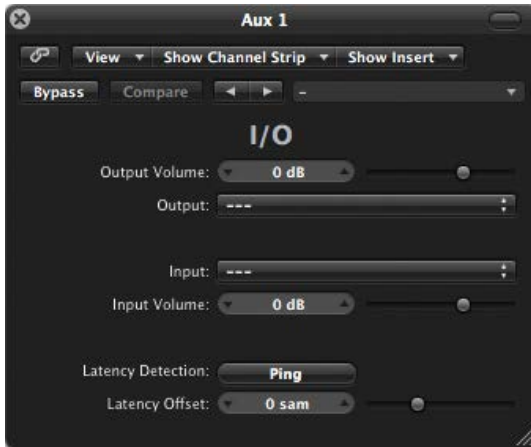 Aux 1
View Show Channel Strip Show Insert
Bypass Compare -
I/O
Output Volume: 0 dB
Output: ---
Input: ---
Input Volume: 0 dB
Latency Detection: Ping
Latency Offset: 0 sam